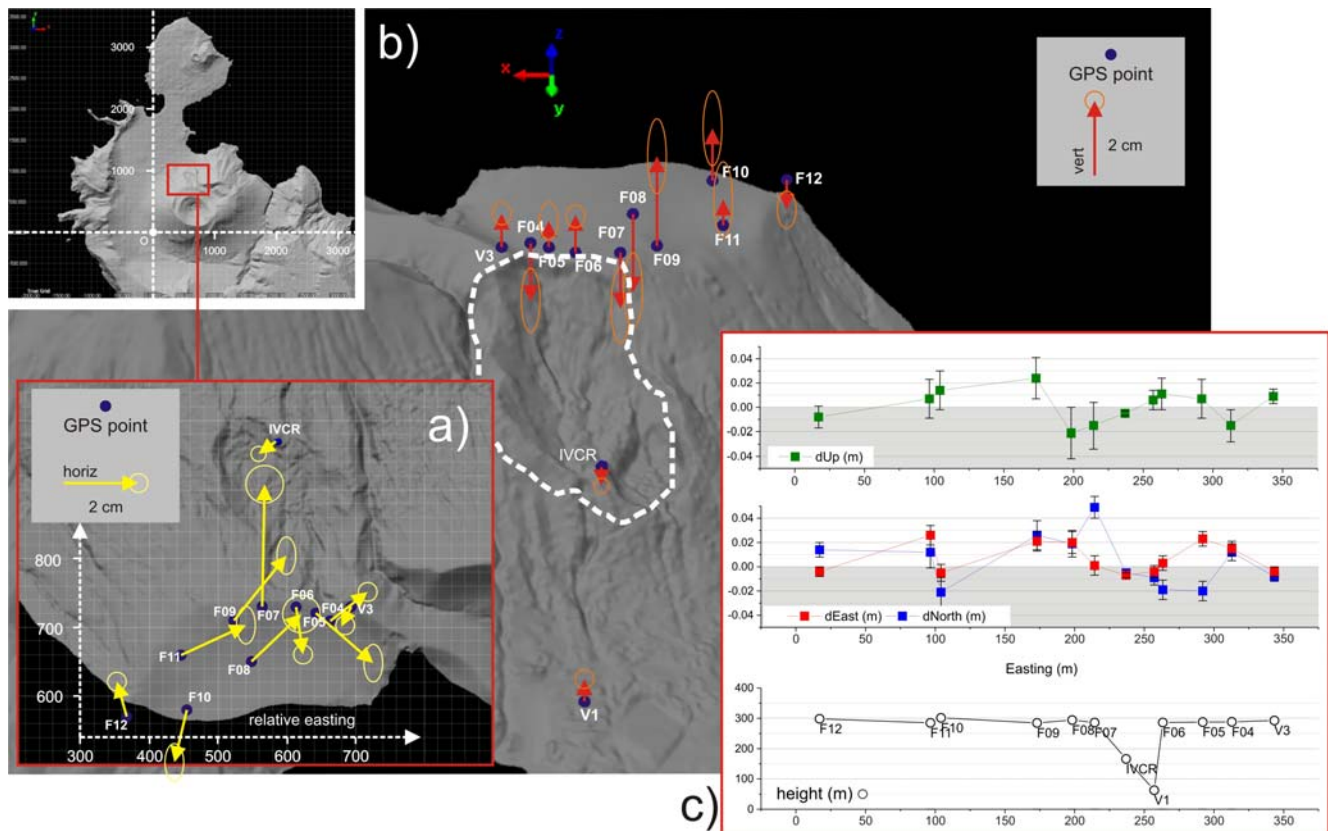 3000
2000
1000
O
1000
2000
3000
b)
z
x
y
GPS point
vert
2 cm
F10
F12
F08
F04
F07
F11
V3
F05
F06
F09
IVCR
V1
a)
GPS point
horiz
2 cm
IVCR
800
700
600
F09
F07
F06
F04
V3
F05
F11
F08
F10
F12
relative easting
300
400
500
600
700
0.04
0.02
0.00
-0.02
-0.04
dUp (m)
0
50
100
150
200
250
300
350
0.04
0.02
0.00
-0.02
-0.04
dEast (m)
dNorth (m)
0
50
100
150
200
250
300
350
Easting (m)
400
300
200
100
0
F12
F11
F10
F09
F08
F07
IVCR
V1
F06
F05
F04
V3
height (m)
0
50
100
150
200
250
300
350
c)